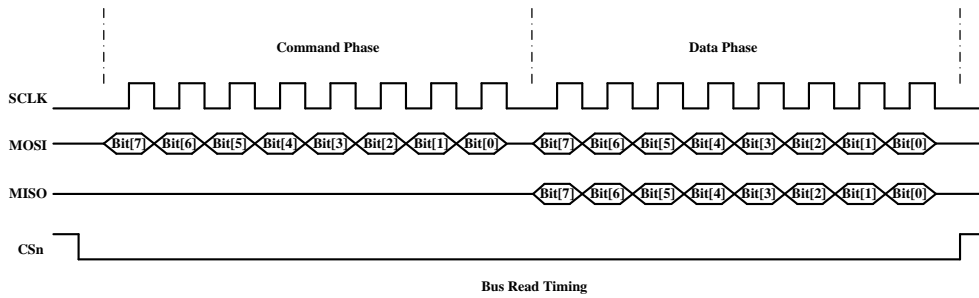 Command Phase Data Phase
SCLK
MOSI Bit[7] Bit[6] Bit[5] Bit[4] Bit[3] Bit[2] Bit[1] Bit[0] Bit[7] Bit[6] Bit[5] Bit[4] Bit[3] Bit[2] Bit[1] Bit[0]
MISO Bit[7] Bit[6] Bit[5] Bit[4] Bit[3] Bit[2] Bit[1] Bit[0]
CSn
Bus Read Timing